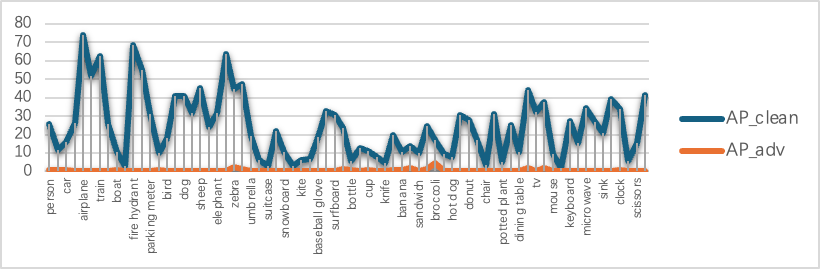 80
70
60
50
40
30
20
10
0
person
car
airplane
train
boat
fire hydrant
parking meter
bird
dog
sheep
elephant
zebra
umbrella
suitcase
snowboard
kite
baseball glove
surfboard
bottle
cup
knife
banana
sandwich
broccoli
hot dog
donut
chair
potted plant
dining table
tv
mouse
keyboard
microwave
sink
clock
scissors
AP_clean
AP_adv